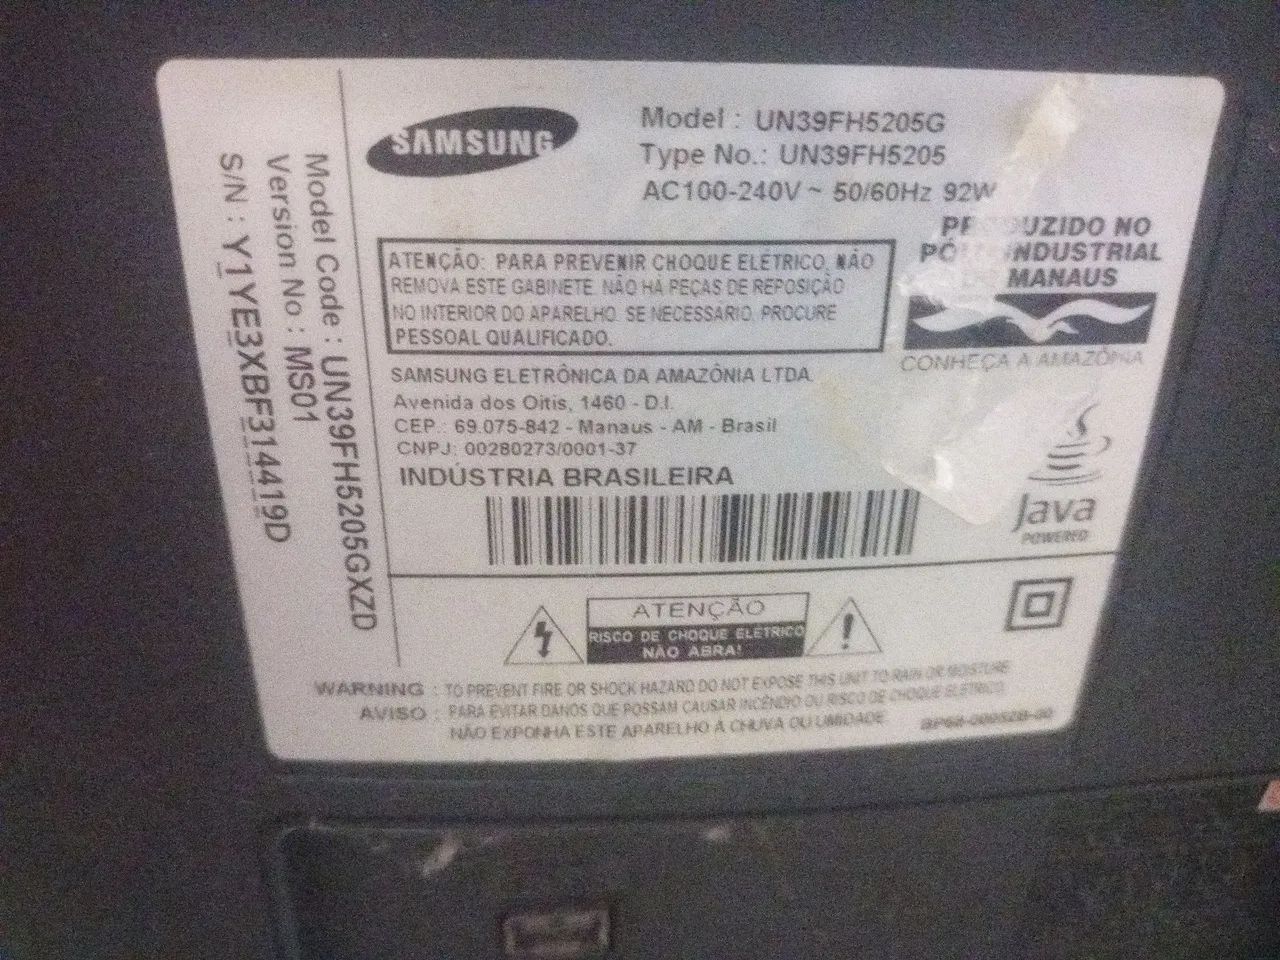 SAMSUNG
Model : UN39FH5205G
Type No.: UN39FH5205
AC100-240V ~ 50/60Hz 92W
PRODUZIDO NO
PÓLO INDUSTRIAL
DE MANAUS
CONHEÇA A AMAZÔNIA
ATENÇÃO: PARA PREVENIR CHOQUE ELÉTRICO, NÃO
REMOVA ESTE GABINETE. NÃO HÁ PEÇAS DE REPOSIÇÃO
NO INTERIOR DO APARELHO. SE NECESSÁRIO, PROCURE
PESSOAL QUALIFICADO.
SAMSUNG ELETRÔNICA DA AMAZÔNIA LTDA.
Avenida dos Oitis, 1460 - D.I.
CEP.: 69.075-842 - Manaus - AM - Brasil
CNPJ: 00280273/0001-37
INDÚSTRIA BRASILEIRA
Java
POWERED
ATENÇÃO
RISCO DE CHOQUE ELÉTRICO
NÃO ABRA!
WARNING : TO PREVENT FIRE OR SHOCK HAZARD DO NOT EXPOSE THIS UNIT TO RAIN OR MOISTURE
AVISO : PARA EVITAR DANOS QUE POSSAM CAUSAR INCÊNDIO OU RISCO DE CHOQUE ELÉTRICO
NÃO EXPONHA ESTE APARELHO À CHUVA OU UMIDADE.
Model Code : UN39FH5205GXZD
Version No : MS01
S/N : Y1YE3XBF314419D